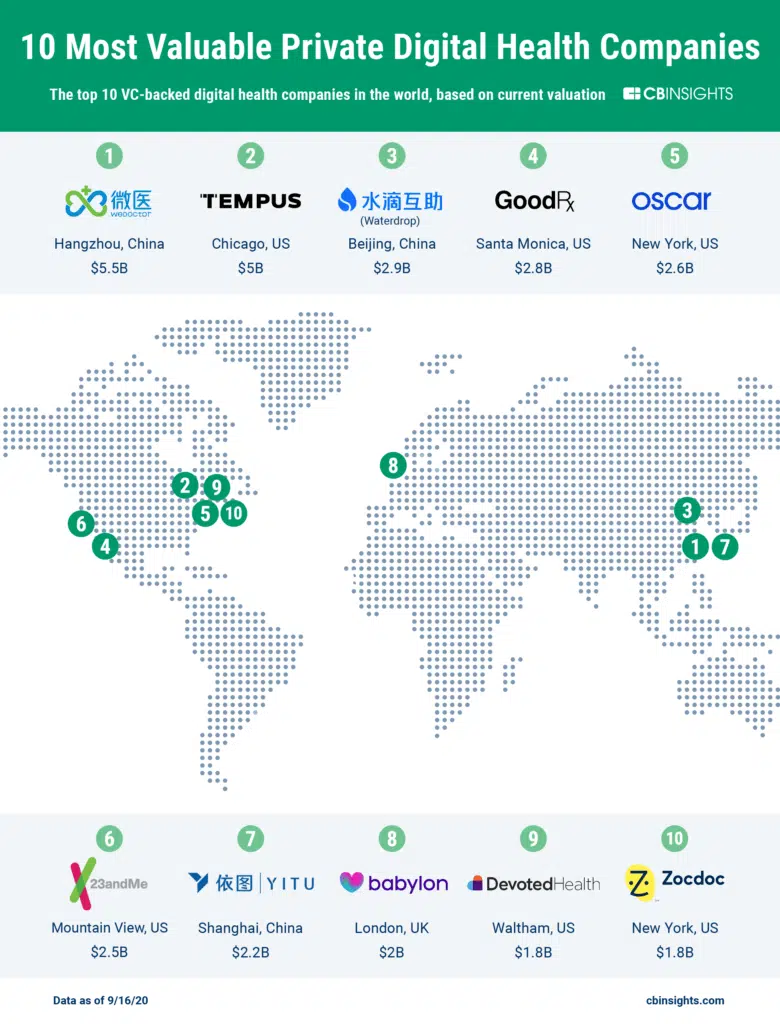 10 Most Valuable Private Digital Health Companies
The top 10 VC-backed digital health companies in the world, based on current valuation CBINSIGHTS
1 2 3 4 5
微医 TEMPUS 水滴互助 GoodRx oscar
WEDOCTOR (Waterdrop)
Hangzhou, China Chicago, US Beijing, China Santa Monica, US New York, US
$5.5B $5B $2.9B $2.8B $2.6B
8
2 9
5 10 3
6
4 1 7
6 7 8 9 10
23andMe 依图 YITU babylon DevotedHealth Zocdoc
Mountain View, US Shanghai, China London, UK Waltham, US New York, US
$2.5B $2.2B $2B $1.8B $1.8B
Data as of 9/16/20 cbinsights.com